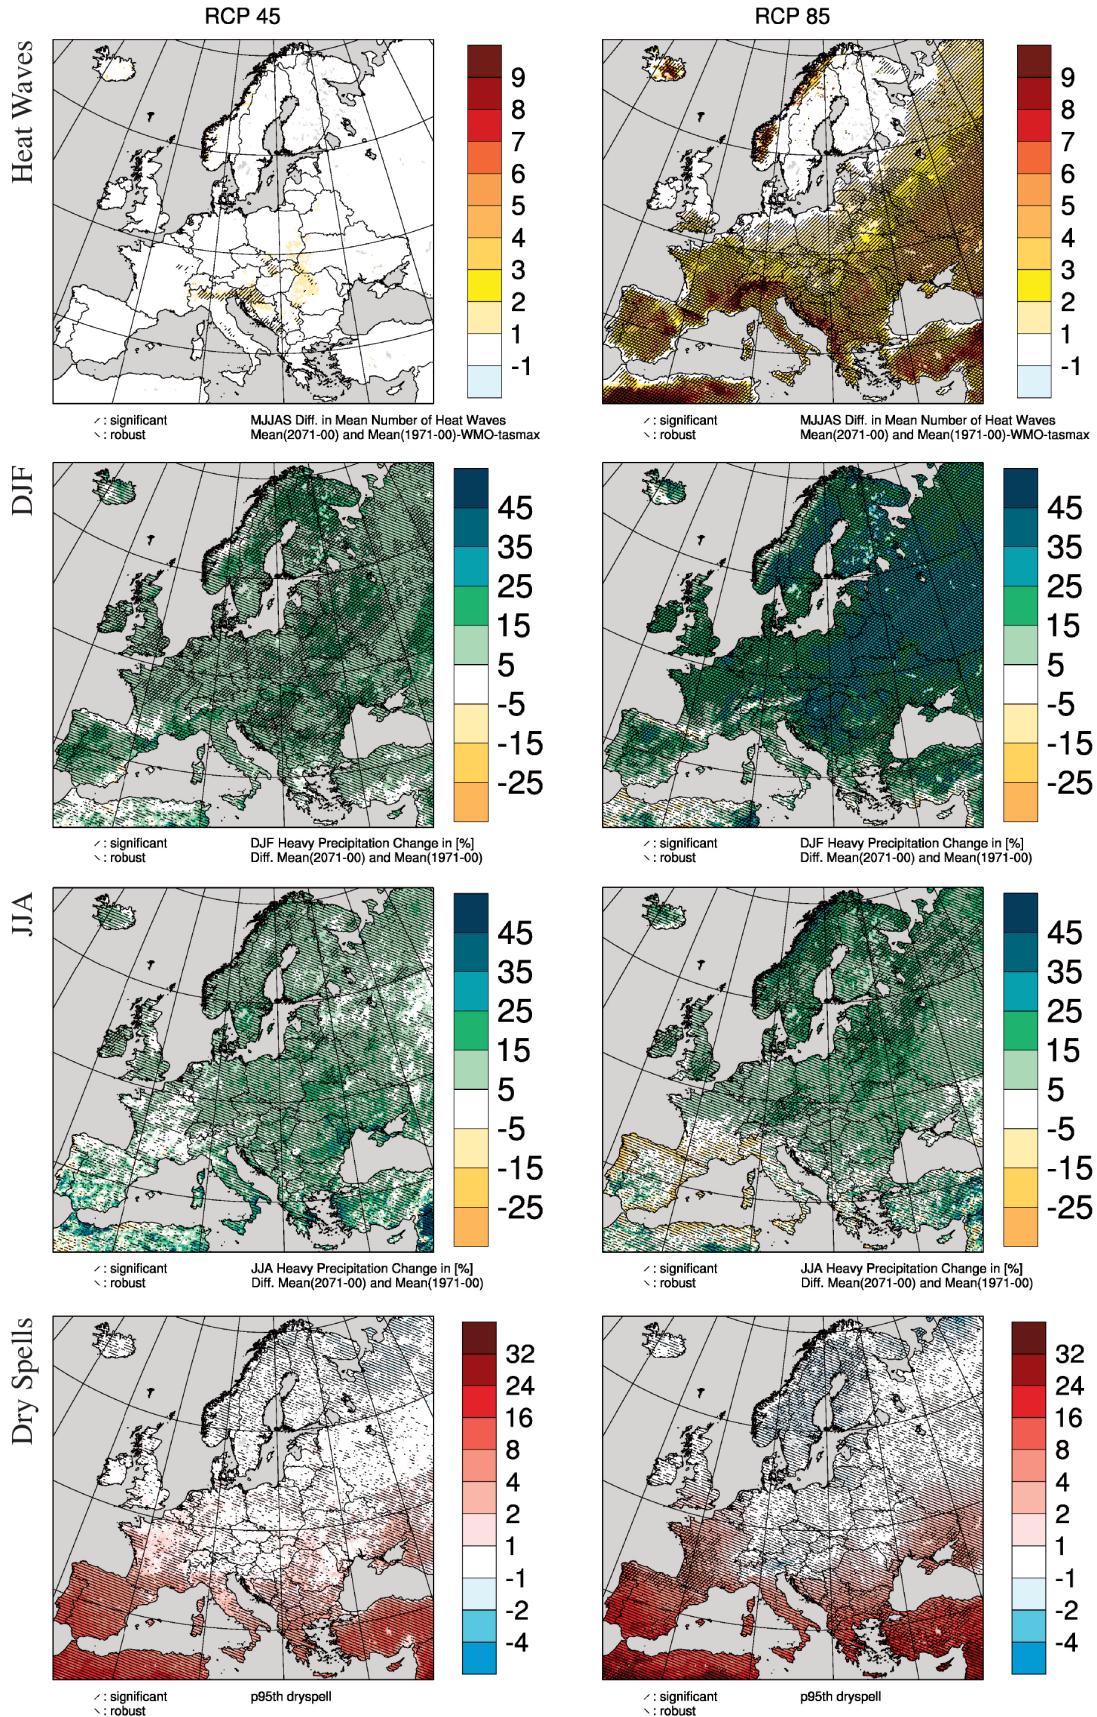 RCP 45
RCP 85
Heat Waves
9
8
7
6
5
4
3
2
1
-1
9
8
7
6
5
4
3
2
1
-1
⟋ : significant
⟍ : robust
MJJAS Diff. in Mean Number of Heat Waves
Mean(2071-00) and Mean(1971-00)-WMO-tasmax
⟋ : significant
⟍ : robust
MJJAS Diff. in Mean Number of Heat Waves
Mean(2071-00) and Mean(1971-00)-WMO-tasmax
DJF
45
35
25
15
5
-5
-15
-25
45
35
25
15
5
-5
-15
-25
⟋ : significant
⟍ : robust
DJF Heavy Precipitation Change in [%]
Diff. Mean(2071-00) and Mean(1971-00)
⟋ : significant
⟍ : robust
DJF Heavy Precipitation Change in [%]
Diff. Mean(2071-00) and Mean(1971-00)
JJA
45
35
25
15
5
-5
-15
-25
45
35
25
15
5
-5
-15
-25
⟋ : significant
⟍ : robust
JJA Heavy Precipitation Change in [%]
Diff. Mean(2071-00) and Mean(1971-00)
⟋ : significant
⟍ : robust
JJA Heavy Precipitation Change in [%]
Diff. Mean(2071-00) and Mean(1971-00)
Dry Spells
32
24
16
8
4
2
1
-1
-2
-4
32
24
16
8
4
2
1
-1
-2
-4
⟋ : significant
⟍ : robust
p95th dryspell
⟋ : significant
⟍ : robust
p95th dryspell